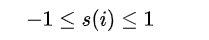 −1 ≤ s(i) ≤ 1